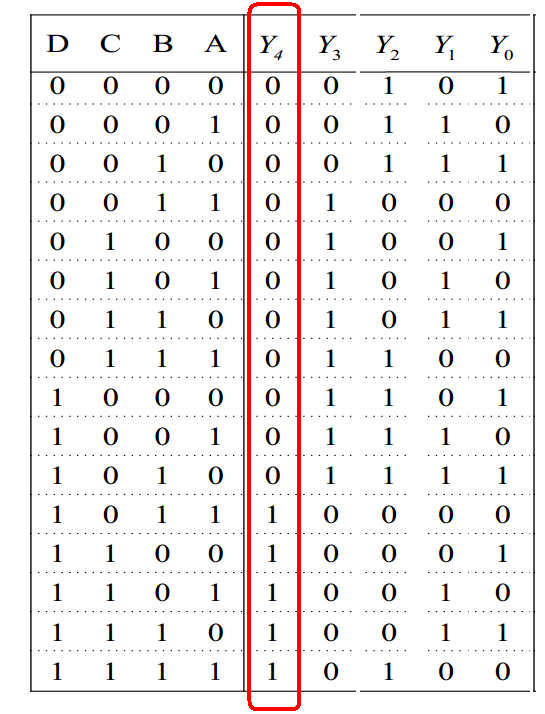 D C B A Y4 Y3 Y2 Y1 Y0
0 0 0 0 0 0 1 0 1
0 0 0 1 0 0 1 1 0
0 0 1 0 0 0 1 1 1
0 0 1 1 0 1 0 0 0
0 1 0 0 0 1 0 0 1
0 1 0 1 0 1 0 1 0
0 1 1 0 0 1 0 1 1
0 1 1 1 0 1 1 0 0
1 0 0 0 0 1 1 0 1
1 0 0 1 0 1 1 1 0
1 0 1 0 0 1 1 1 1
1 0 1 1 1 0 0 0 0
1 1 0 0 1 0 0 0 1
1 1 0 1 1 0 0 1 0
1 1 1 0 1 0 0 1 1
1 1 1 1 1 0 1 0 0